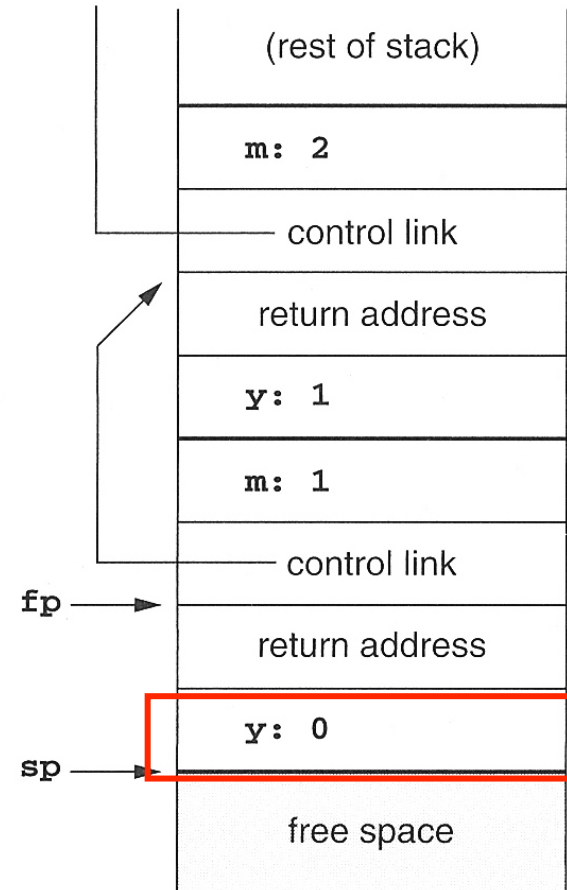 (rest of stack)
m: 2
control link
return address
y: 1
m: 1
control link
fp
return address
y: 0
sp
free space